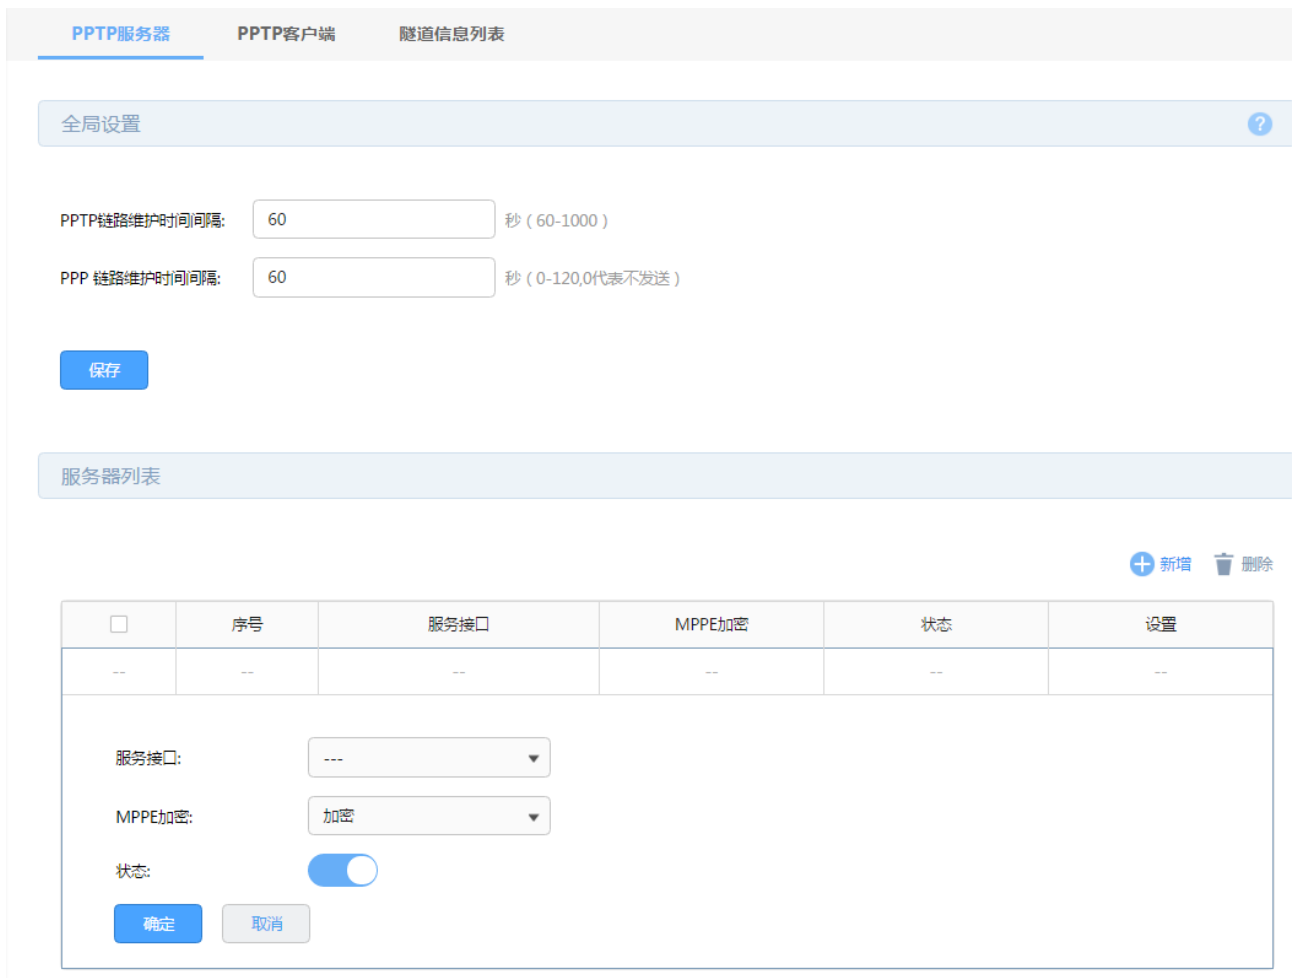 PPTP服务器 PPTP客户端 隧道信息列表
全局设置 ?
PPTP链路维护时间间隔: 60 秒 ( 60-1000 )
PPP 链路维护时间间隔: 60 秒 ( 0-120,0代表不发送 )
保存
服务器列表
新增 删除
序号 服务接口 MPPE加密 状态 设置
-- -- -- -- -- --
服务接口: ---
MPPE加密: 加密
状态:
确定 取消